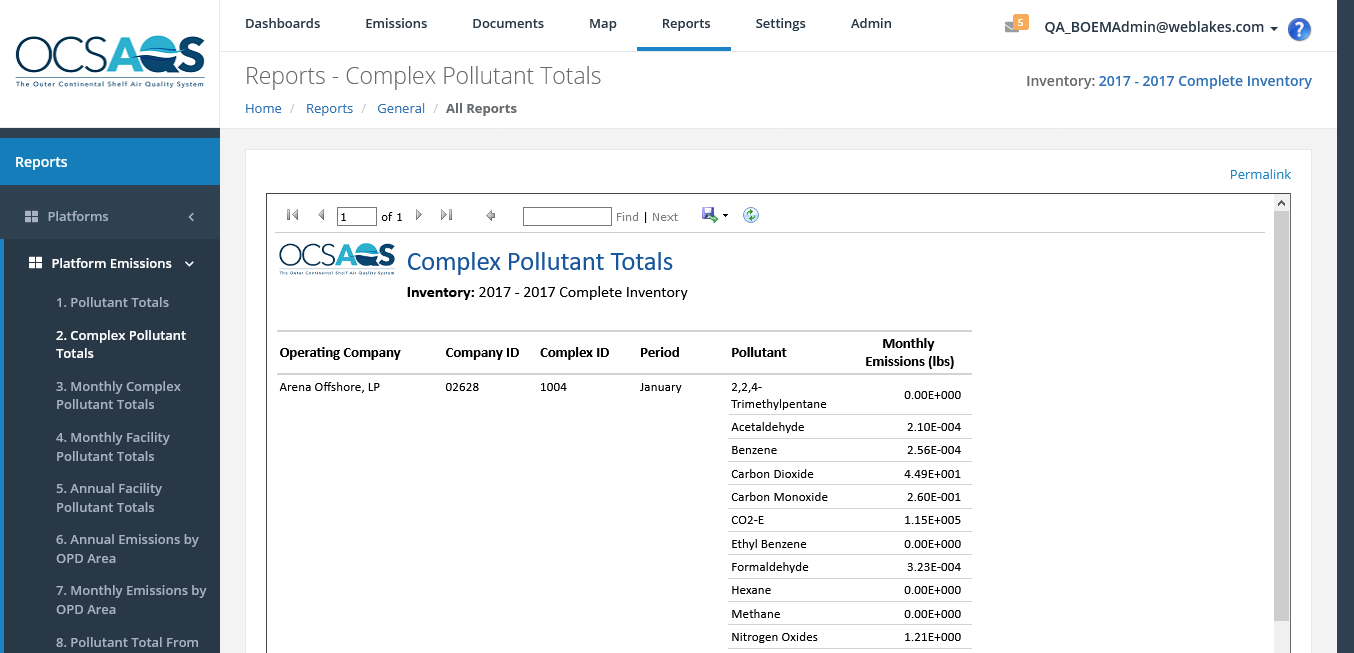 OCSAQS
The Outer Continental Shelf Air Quality System
Dashboards Emissions Documents Map Reports Settings Admin
5 QA_BOEMAdmin@weblakes.com ?
Reports - Complex Pollutant Totals
Inventory: 2017 - 2017 Complete Inventory
Home / Reports / General / All Reports
Reports
Platforms
Platform Emissions
1. Pollutant Totals
2. Complex Pollutant
Totals
3. Monthly Complex
Pollutant Totals
4. Monthly Facility
Pollutant Totals
5. Annual Facility
Pollutant Totals
6. Annual Emissions by
OPD Area
7. Monthly Emissions by
OPD Area
8. Pollutant Total From
Permalink
1 of 1 Find | Next
OCSAQS
The Outer Continental Shelf Air Quality System
Complex Pollutant Totals
Inventory: 2017 - 2017 Complete Inventory
Operating Company Company ID Complex ID Period Pollutant Monthly
Emissions (lbs)
Arena Offshore, LP 02628 1004 January 2,2,4-
Trimethylpentane 0.00E+000
Acetaldehyde 2.10E-004
Benzene 2.56E-004
Carbon Dioxide 4.49E+001
Carbon Monoxide 2.60E-001
CO2-E 1.15E+005
Ethyl Benzene 0.00E+000
Formaldehyde 3.23E-004
Hexane 0.00E+000
Methane 0.00E+000
Nitrogen Oxides 1.21E+000